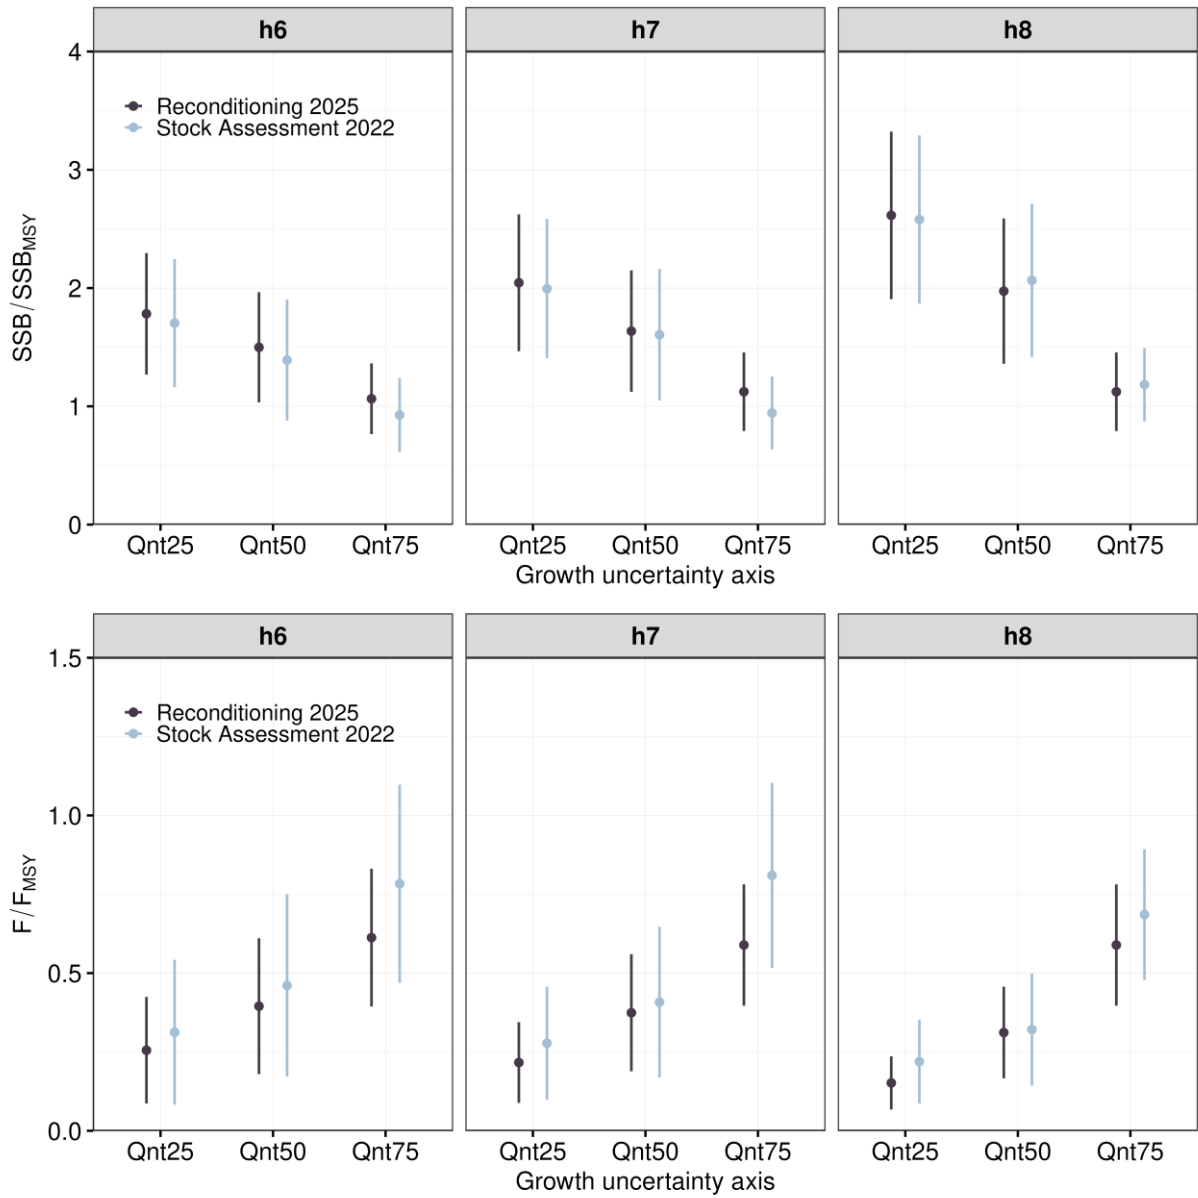 h6 h7 h8
4
3
2
1
0
SSB/SSBMSY
Reconditioning 2025
Stock Assessment 2022
Qnt25 Qnt50 Qnt75 Qnt25 Qnt50 Qnt75 Qnt25 Qnt50 Qnt75
Growth uncertainty axis
h6 h7 h8
1.5
1.0
0.5
0.0
F/FMSY
Reconditioning 2025
Stock Assessment 2022
Qnt25 Qnt50 Qnt75 Qnt25 Qnt50 Qnt75 Qnt25 Qnt50 Qnt75
Growth uncertainty axis